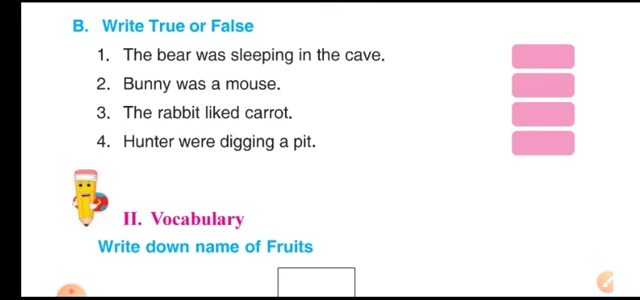 B. Write True or False
1. The bear was sleeping in the cave.
2. Bunny was a mouse.
3. The rabbit liked carrot.
4. Hunter were digging a pit.
II. Vocabulary
Write down name of Fruits